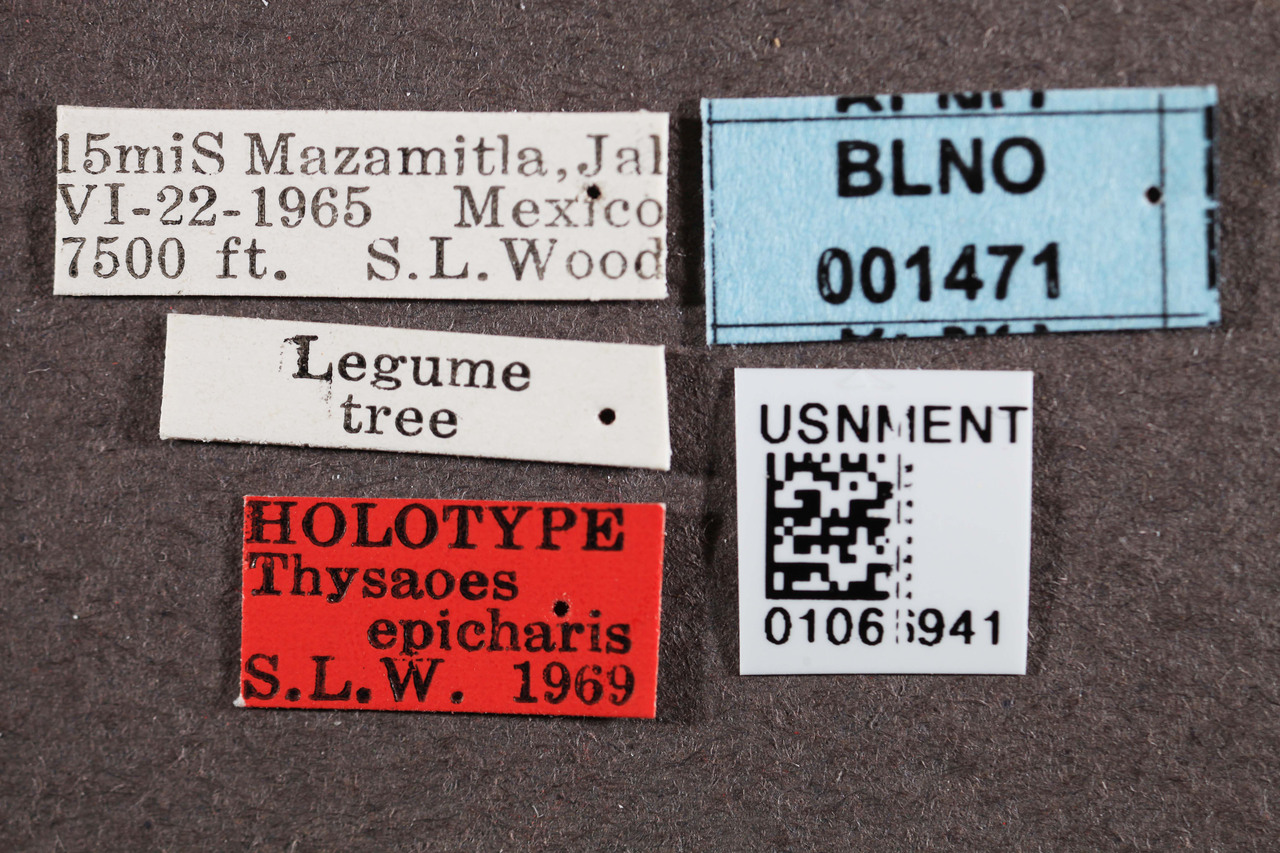 15miS Mazamitla, Jal
VI-22-1965 Mexico
7500 ft. S.L. Wood
Legume
tree
HOLOTYPE
Thysaoes
epicharis
S.L.W. 1969
BLNO
001471
USNMENT